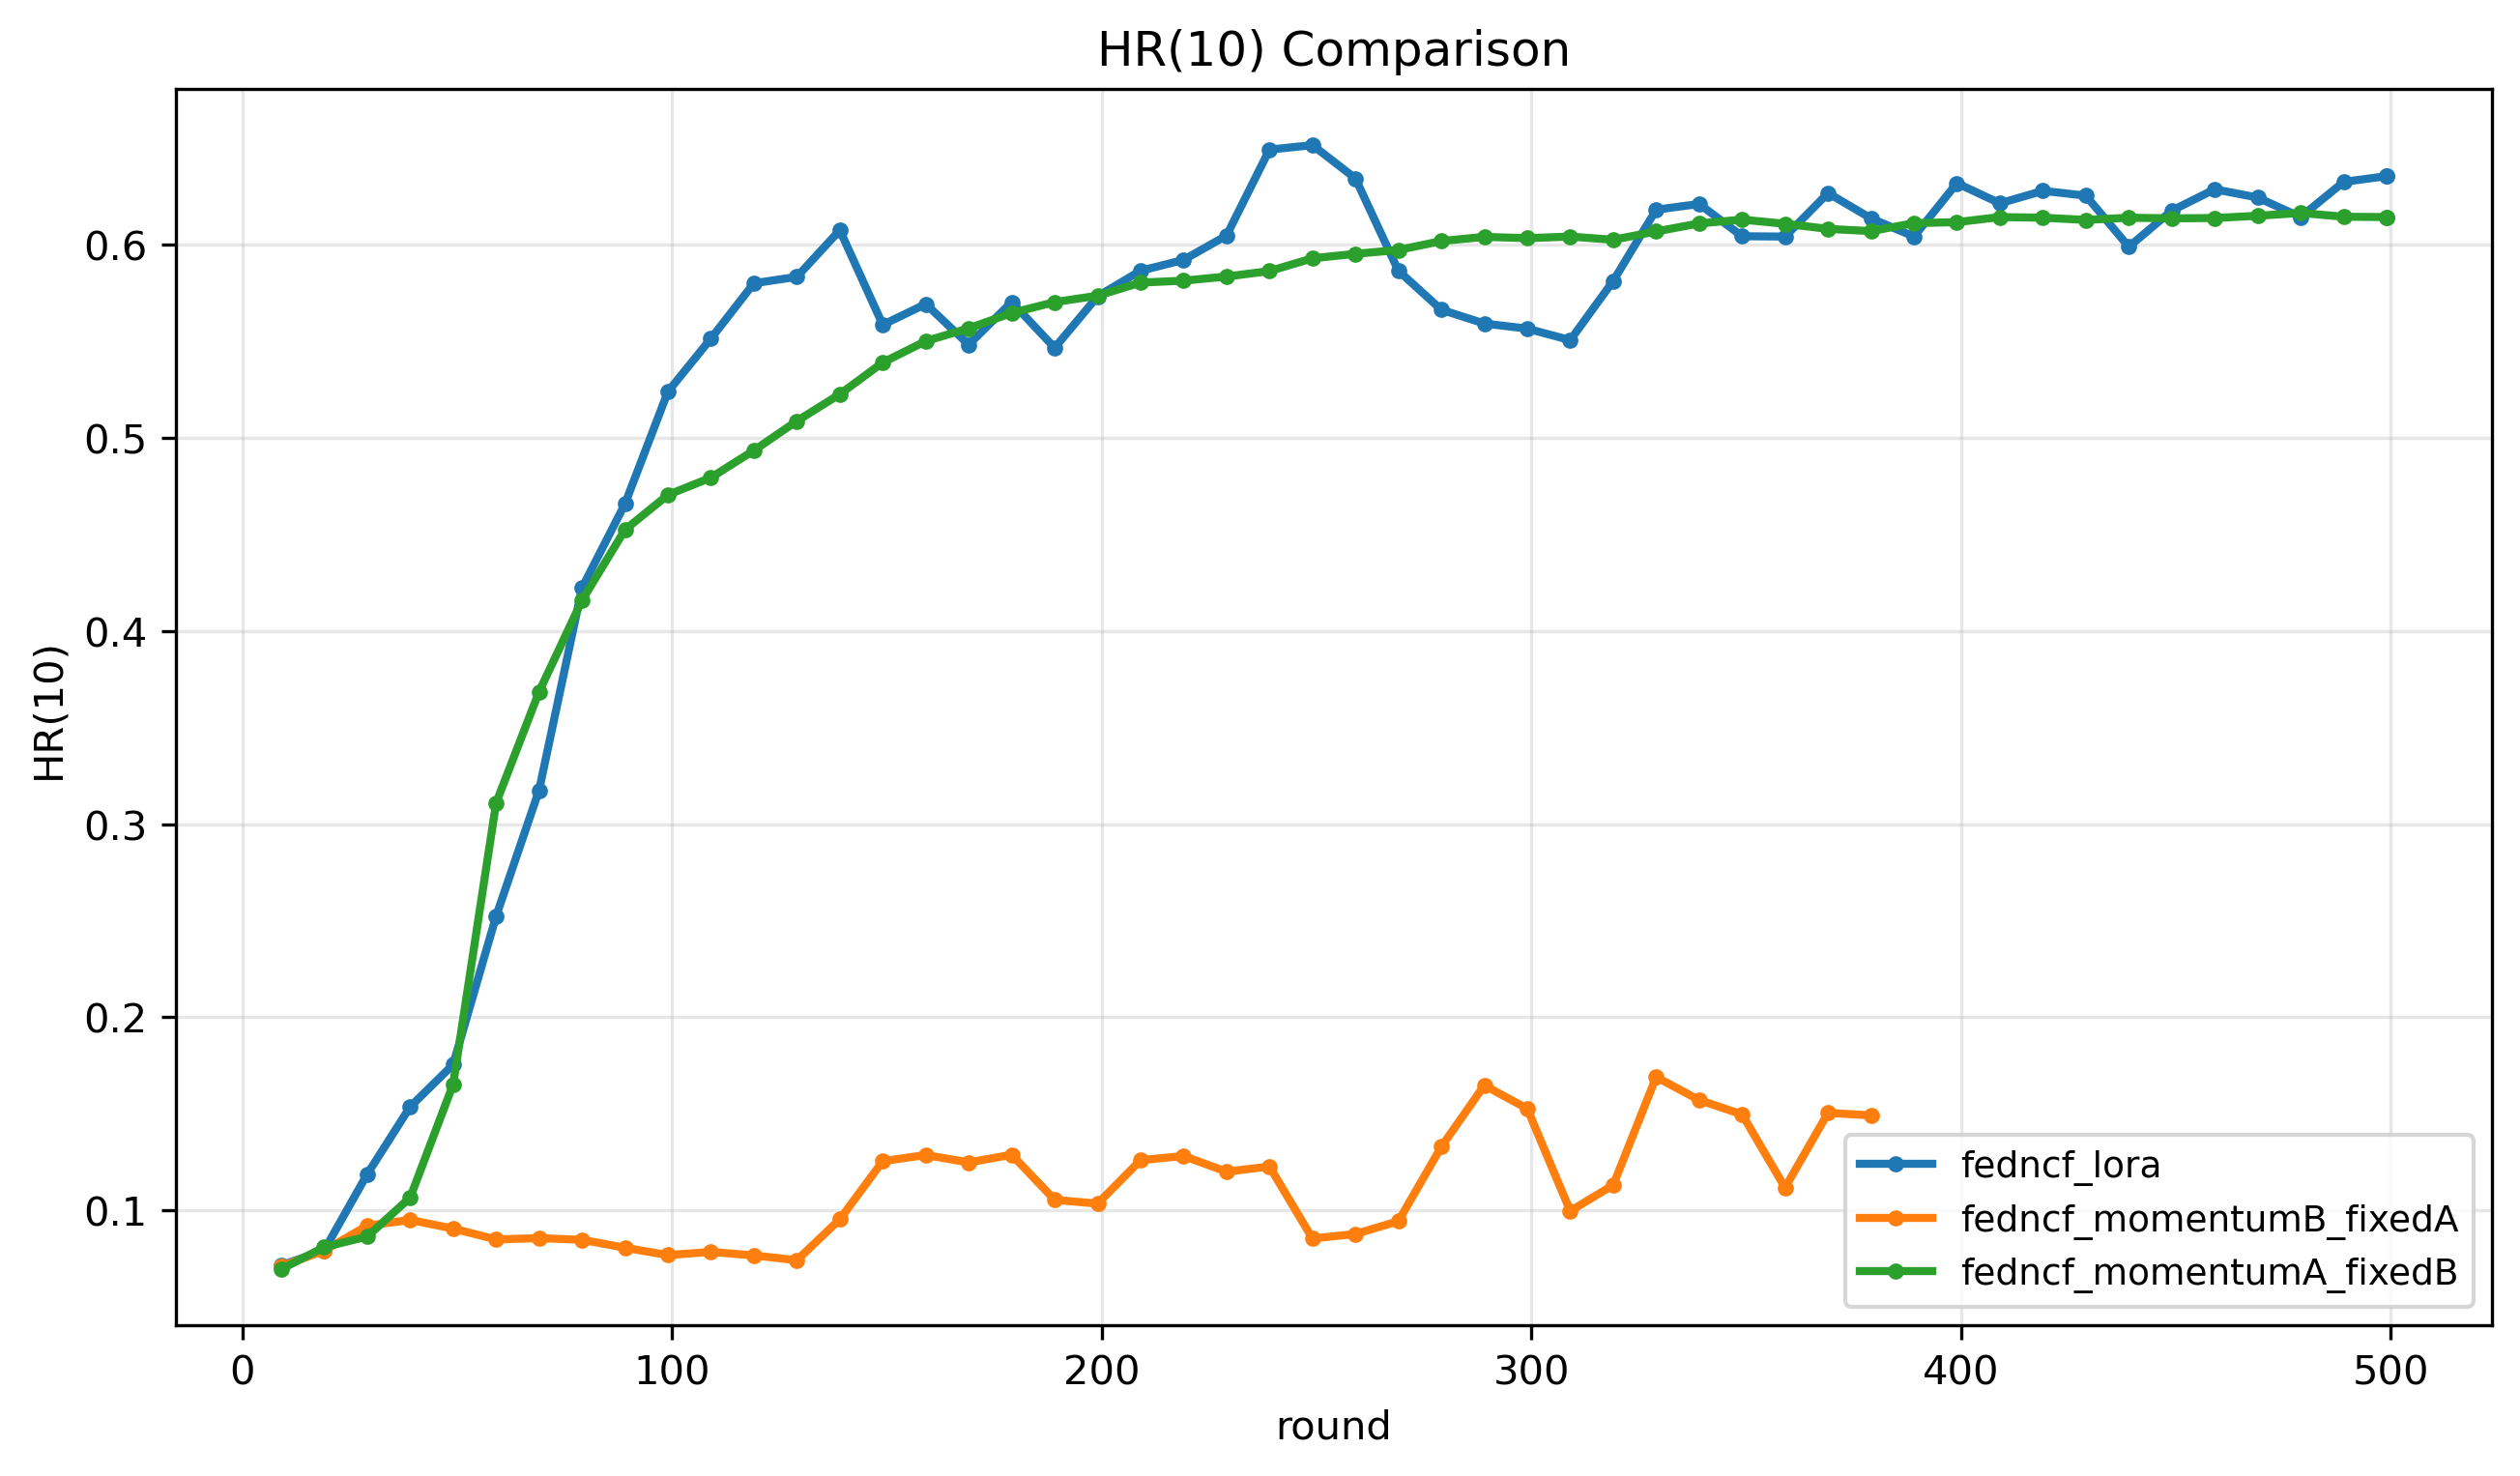 HR(10) Comparison
HR(10)
0.6
0.5
0.4
0.3
0.2
0.1
0
100
200
300
400
500
round
fedncf_lora
fedncf_momentumB_fixedA
fedncf_momentumA_fixedB